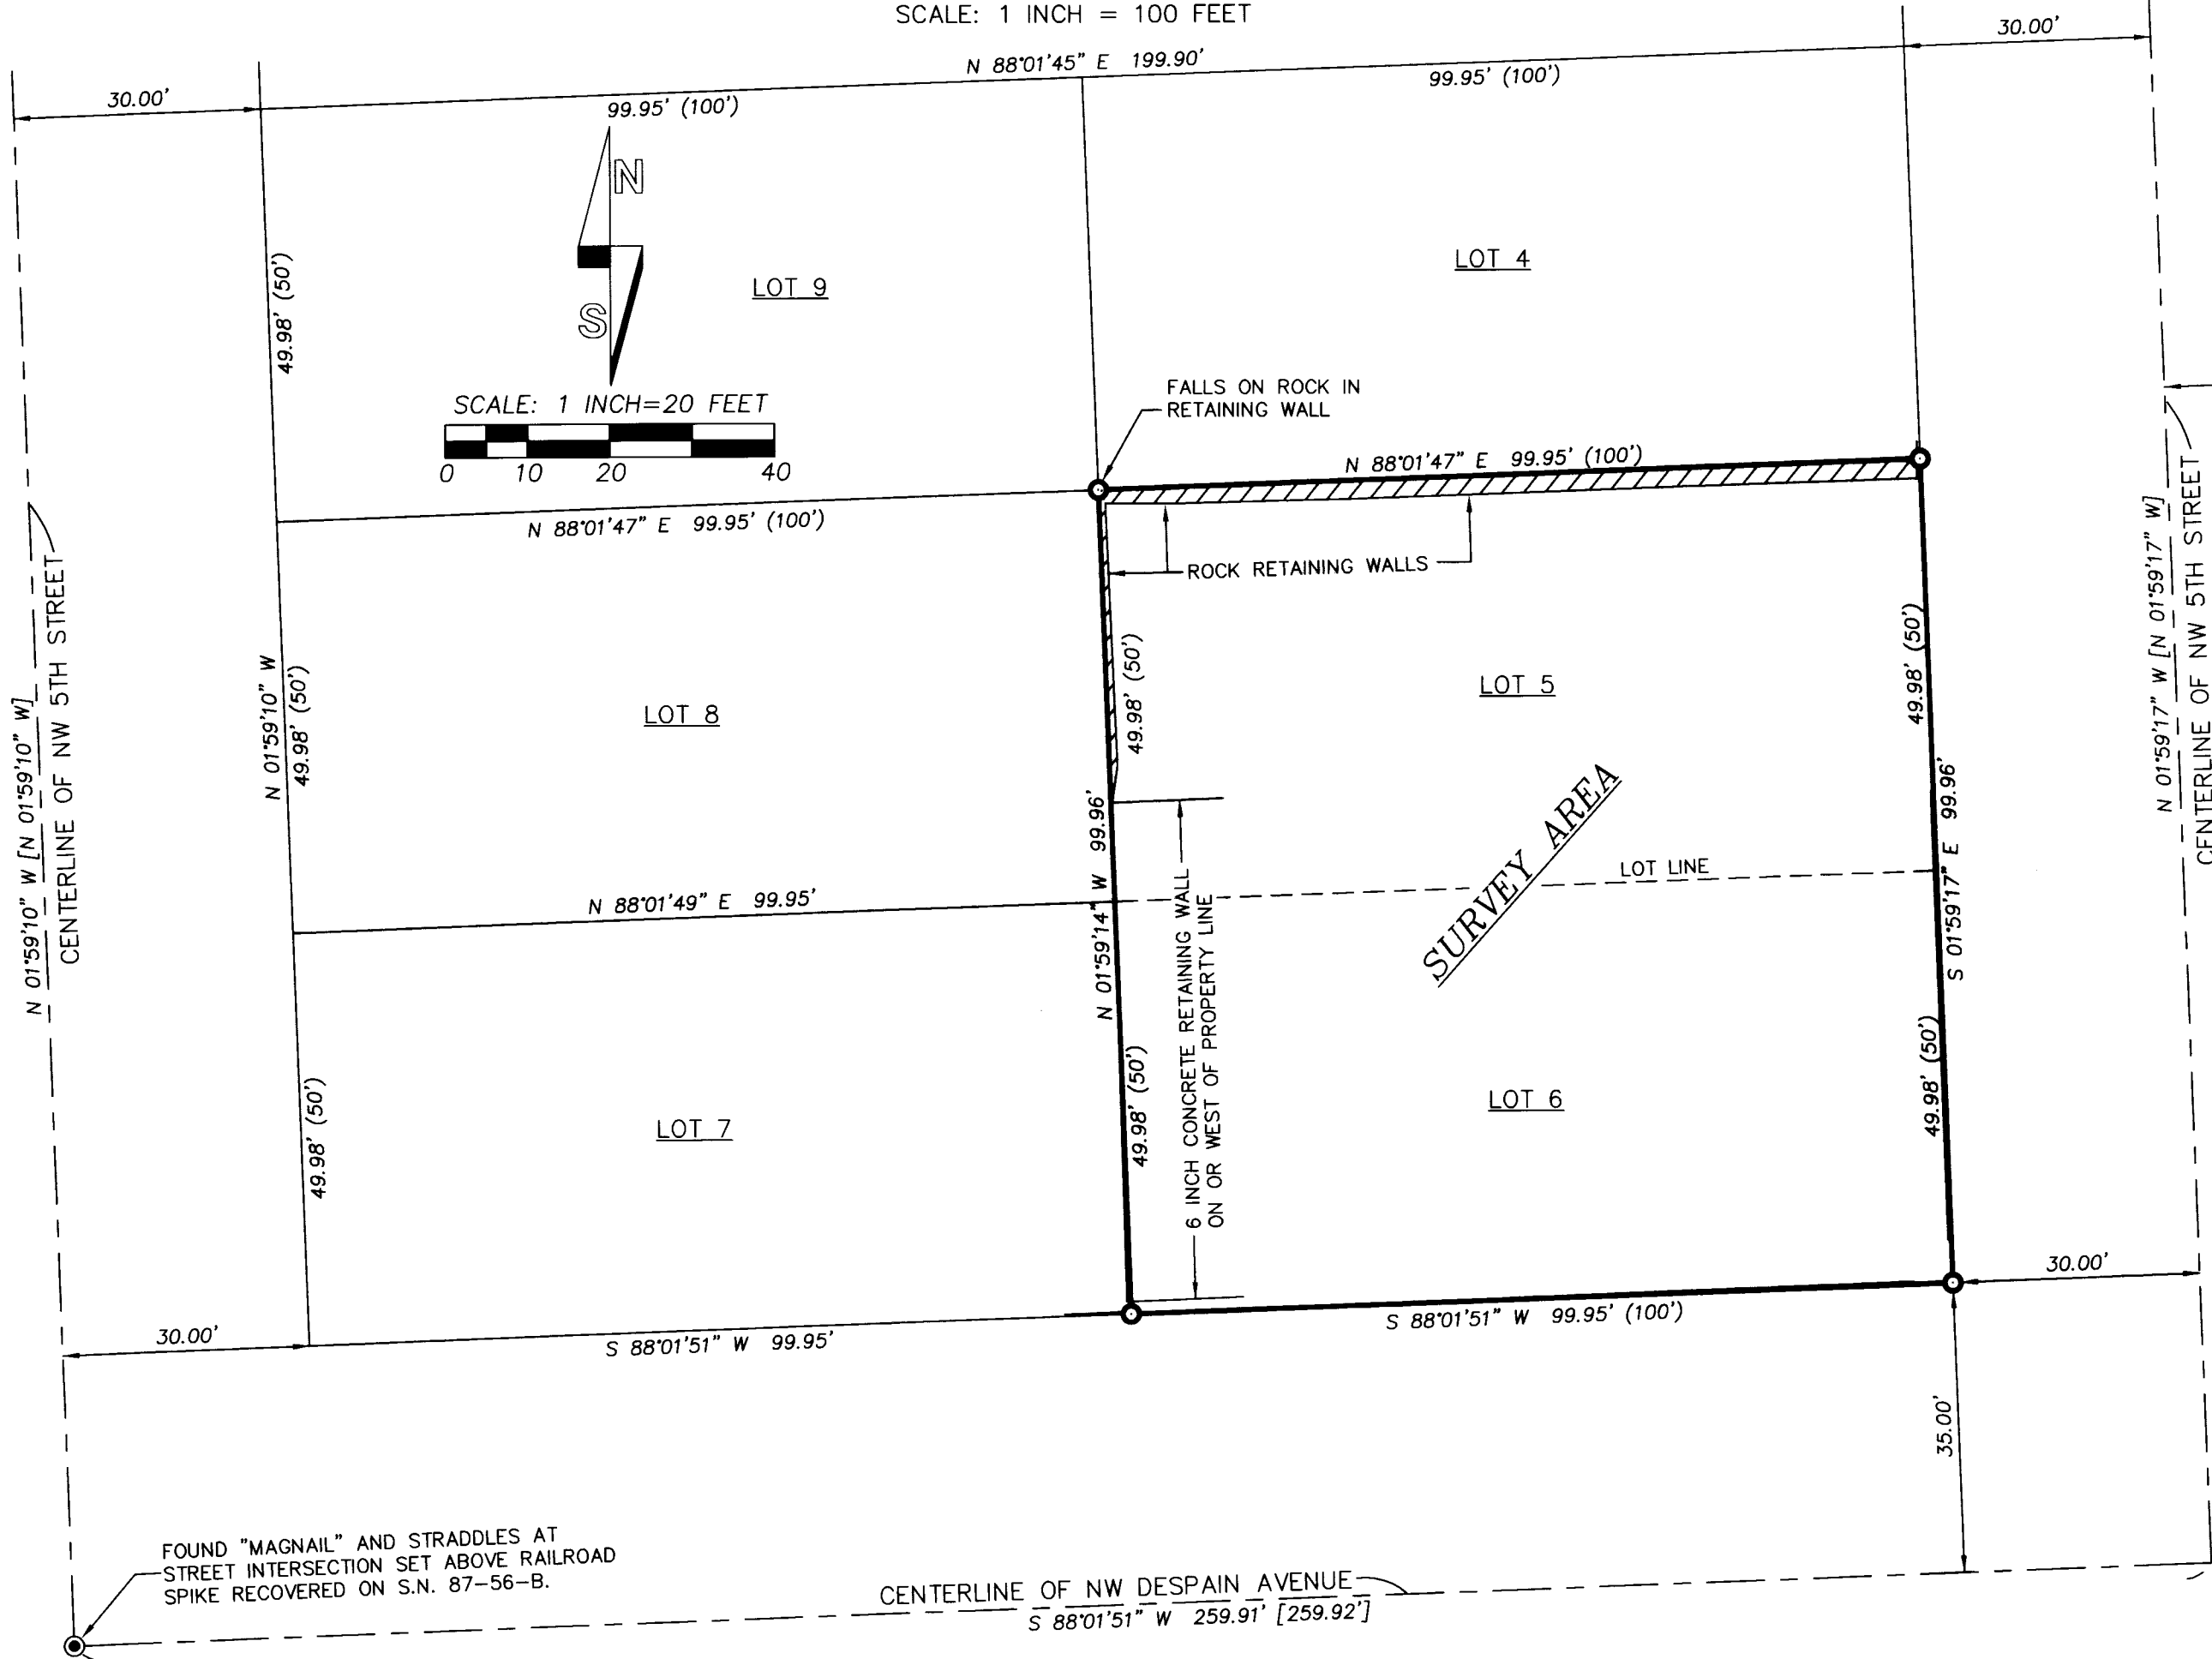 SCALE: 1 INCH = 100 FEET
30.00'
N 88°01'45" E 199.90'
30.00'
99.95' (100')
99.95' (100')
N
S
49.98' (50')
LOT 9
LOT 4
SCALE: 1 INCH=20 FEET
0 10 20 40
FALLS ON ROCK IN
RETAINING WALL
N 88°01'47" E 99.95' (100')
N 88°01'47" E 99.95' (100')
ROCK RETAINING WALLS
N 01°59'10" W [N 01°59'10" W]
CENTERLINE OF NW 5TH STREET
N 01°59'10" W
49.98' (50')
LOT 8
49.98' (50')
LOT 5
49.98' (50')
N 01°59'17" W [N 01°59'17" W]
CENTERLINE OF NW 5TH STREET
SURVEY AREA
LOT LINE
S 01°59'17" E 99.96'
N 88°01'49" E 99.95'
N 01°59'14" W 99.96'
6 INCH CONCRETE RETAINING WALL
ON OR WEST OF PROPERTY LINE
49.98' (50')
LOT 7
49.98' (50')
LOT 6
49.98' (50')
30.00'
S 88°01'51" W 99.95'
S 88°01'51" W 99.95' (100')
30.00'
35.00'
FOUND "MAGNAIL" AND STRADDLES AT
STREET INTERSECTION SET ABOVE RAILROAD
SPIKE RECOVERED ON S.N. 87-56-B.
CENTERLINE OF NW DESPAIN AVENUE
S 88°01'51" W 259.91' [259.92']